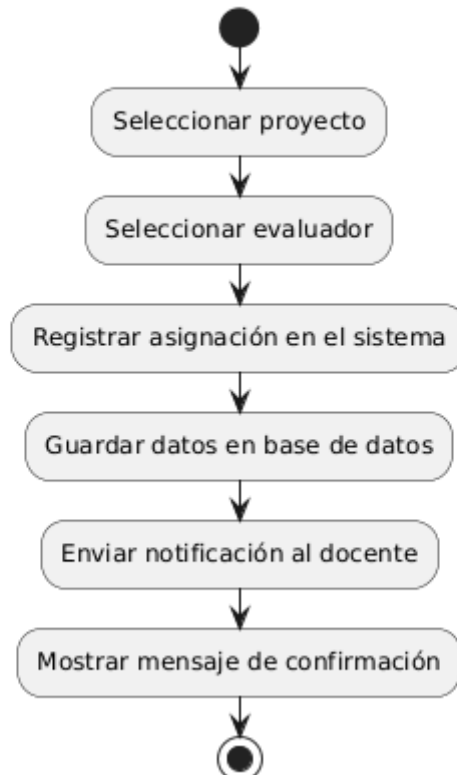 Seleccionar proyecto
Seleccionar evaluador
Registrar asignación en el sistema
Guardar datos en base de datos
Enviar notificación al docente
Mostrar mensaje de confirmación